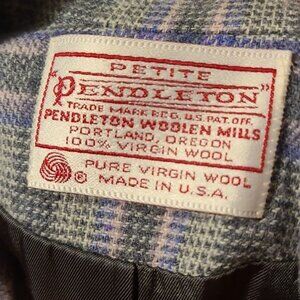 PETITE
"PENDLETON"
TRADE MARK REG. U.S. PAT. OFF.
PENDLETON WOOLEN MILLS
PORTLAND, OREGON
100% VIRGIN WOOL
PURE VIRGIN WOOL
® MADE IN U.S.A.